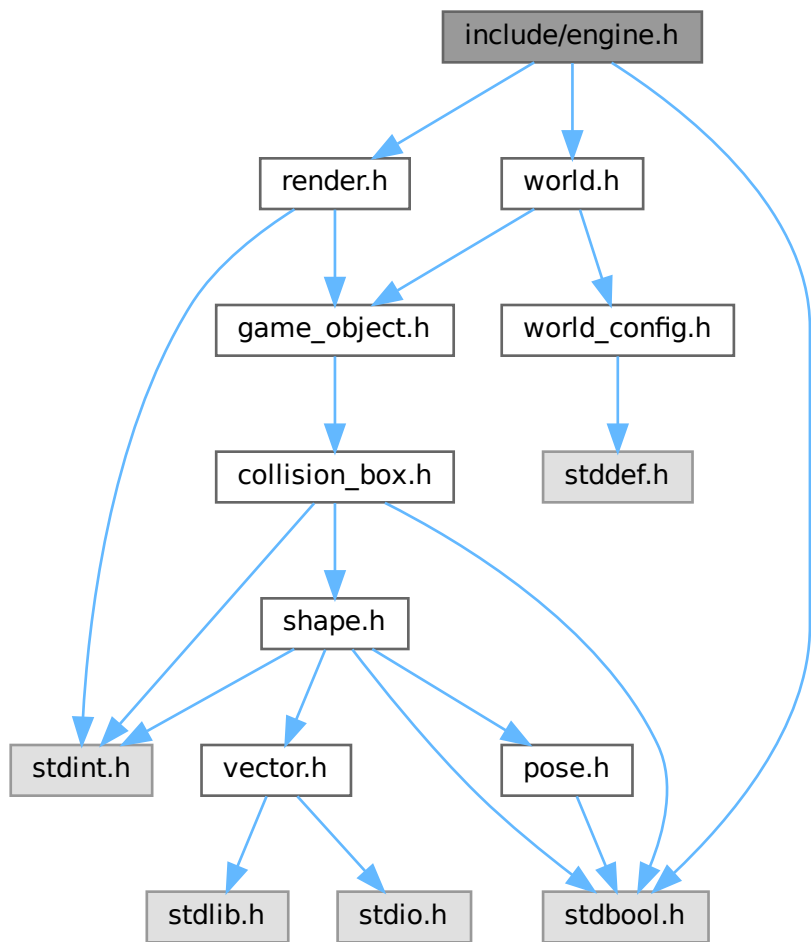 include/engine.h
render.h
world.h
game_object.h
world_config.h
collision_box.h
stddef.h
shape.h
stdint.h
vector.h
pose.h
stdlib.h
stdio.h
stdbool.h